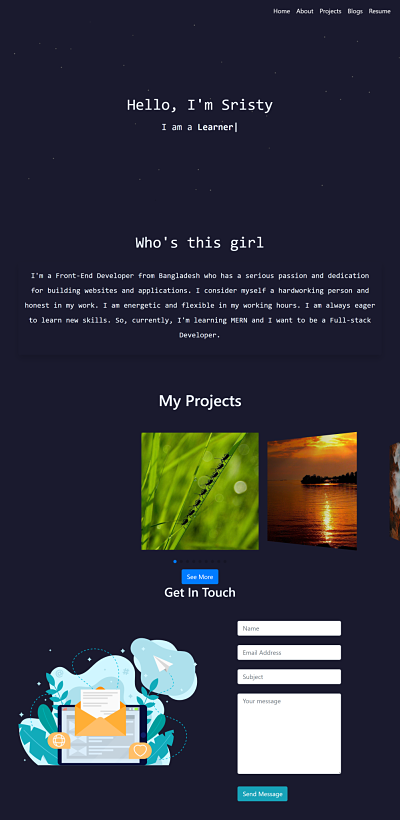 Home About Projects Blogs Resume
Hello, I'm Sristy
I am a Learner|
Who's this girl
I'm a Front-End Developer from Bangladesh who has a serious passion and dedication
for building websites and applications. I consider myself a hardworking person and
honest in my work. I am energetic and flexible in my working hours. I am always eager
to learn new skills. So, currently, I'm learning MERN and I want to be a Full-stack
Developer.
My Projects
See More
Get In Touch
Name
Email Address
Subject
Your message
Send Message